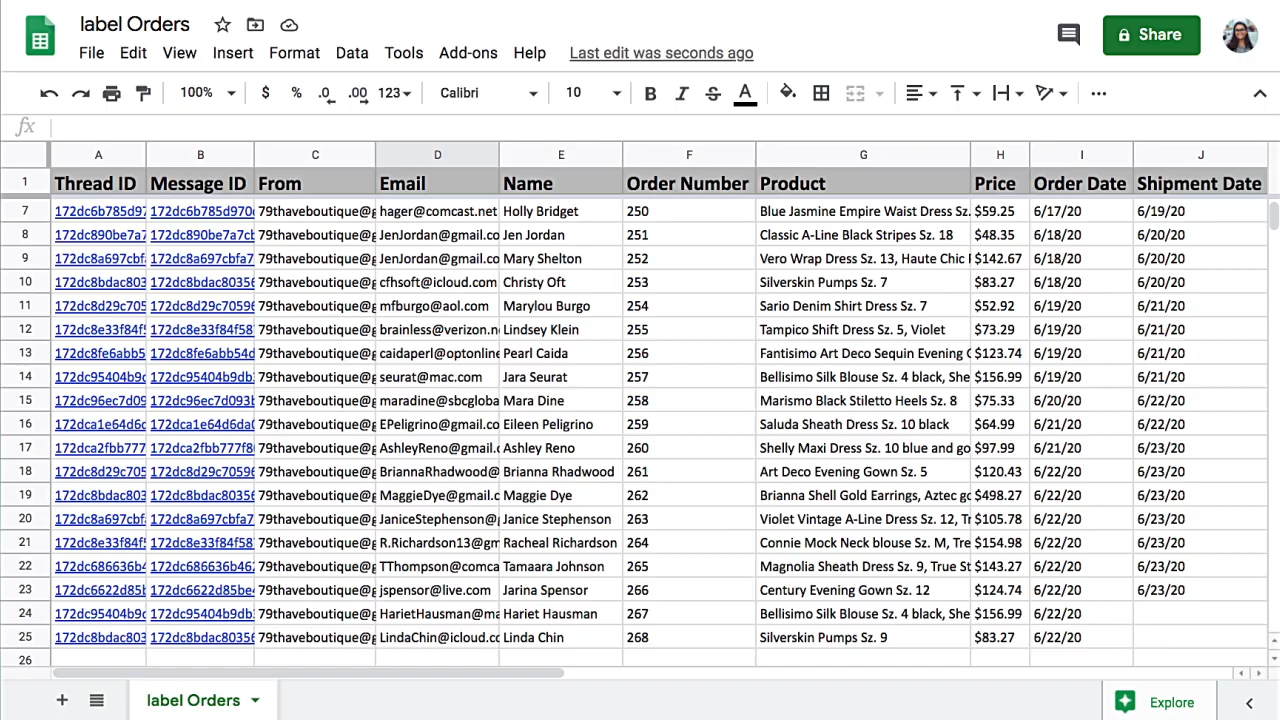 label Orders
File Edit View Insert Format Data Tools Add-ons Help Last edit was seconds ago
Share
100% $ % .0 .00 123 Calibri 10 B I S A
fx
A B C D E F G H I J
1 Thread ID Message ID From Email Name Order Number Product Price Order Date Shipment Date
7 172dc6b785d97 172dc6b785d970 79thaveboutique@g hager@comcast.net Holly Bridget 250 Blue Jasmine Empire Waist Dress Sz. $59.25 6/17/20 6/19/20
8 172dc890be7a7 172dc890be7a7cb JenJordan@gmail.co Jen Jordan 251 Classic A-Line Black Stripes Sz. 18 $48.35 6/18/20 6/20/20
9 172dc8a697cbf 172dc8a697cbfa7 79thaveboutique@g JenJordan@gmail.co Mary Shelton 252 Vero Wrap Dress Sz. 13, Haute Chic $142.67 6/18/20 6/20/20
10 172dc8bdac803 172dc8bdac8035 79thaveboutique@g cfhsoft@icloud.com Christy Oft 253 Silverskin Pumps Sz. 7 $83.27 6/18/20 6/20/20
11 172dc8d29c705 172dc8d29c70596 79thaveboutique@g mfburgo@aol.com Marylou Burgo 254 Sario Denim Shirt Dress Sz. 7 $52.92 6/19/20 6/21/20
12 172dc8e33f84f5 172dc8e33f84f587 79thaveboutique@g brainless@verizon.n Lindsey Klein 255 Tampico Shift Dress Sz. 5, Violet $73.29 6/19/20 6/21/20
13 172dc8fe6abb5 172dc8fe6abb54d 79thaveboutique@g caidaperl@optonline Pearl Caida 256 Fantisimo Art Deco Sequin Evening $123.74 6/19/20 6/21/20
14 172dc95404b9 172dc95404b9db 79thaveboutique@g seurat@mac.com Jara Seurat 257 Bellisimo Silk Blouse Sz. 4 black, She $156.99 6/19/20 6/21/20
15 172dc96ec7d09 172dc96ec7d093 79thaveboutique@g maradine@sbcgloba Mara Dine 258 Marismo Black Stiletto Heels Sz. 8 $75.33 6/20/20 6/22/20
16 172dca1e64d6 172dca1e64d6da 79thaveboutique@g EPeligrino@gmail.co Eileen Peligrino 259 Saluda Sheath Dress Sz. 10 black $64.99 6/21/20 6/22/20
17 172dca2fbb777 172dca2fbb777f8 79thaveboutique@g AshleyReno@gmail. Ashley Reno 260 Shelly Maxi Dress Sz. 10 blue and go $97.99 6/21/20 6/23/20
18 172dc8d29c705 172dc8d29c70596 79thaveboutique@g BriannaRhadwood@ Brianna Rhadwood 261 Art Deco Evening Gown Sz. 5 $120.43 6/22/20 6/23/20
19 172dc8bdac803 172dc8bdac80356 79thaveboutique@g MaggieDye@gmail.c Maggie Dye 262 Brianna Shell Gold Earrings, Aztec go $498.27 6/22/20 6/23/20
20 172dc8a697cbf 172dc8a697cbfa7 79thaveboutique@g JaniceStephenson@g Janice Stephenson 263 Violet Vintage A-Line Dress Sz. 12, Tr $105.78 6/22/20 6/23/20
21 172dc8e33f84f5 172dc8e33f84f587 79thaveboutique@g R.Richardson13@gm Racheal Richardson 264 Connie Mock Neck blouse Sz. M, Tre $154.98 6/22/20 6/23/20
22 172dc686636b4 172dc686636b462 79thaveboutique@g TThompson@comca Tamaara Johnson 265 Magnolia Sheath Dress Sz. 9, True St $143.27 6/22/20 6/23/20
23 172dc6622d85b 172dc6622d85be 79thaveboutique@g jspensor@live.com Jarina Spensor 266 Century Evening Gown Sz. 12 $124.74 6/22/20 6/23/20
24 172dc95404b9 172dc95404b9db 79thaveboutique@g HarietHausman@ma Hariet Hausman 267 Bellisimo Silk Blouse Sz. 4 black, She $156.99 6/22/20
25 172dc8bdac803 172dc8bdac80356 79thaveboutique@g LindaChin@icloud.co Linda Chin 268 Silverskin Pumps Sz. 9 $83.27 6/22/20
26
label Orders Explore